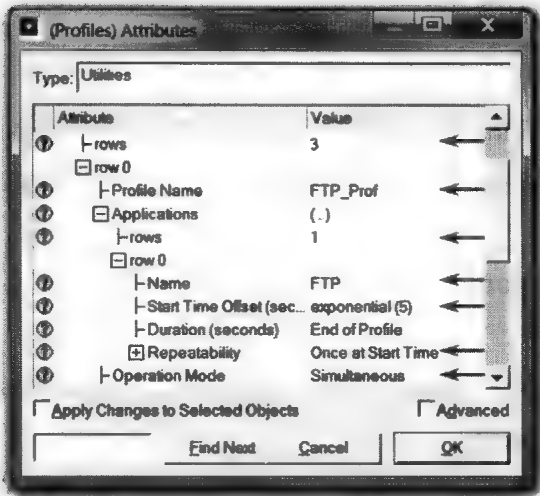 (Profiles) Attributes
Type: Utilities
Attribute Value
rows 3
row 0
Profile Name FTP_Prof
Applications (.)
rows 1
row 0
Name FTP
Start Time Offset (sec... exponential (5)
Duration (seconds) End of Profile
Repeatability Once at Start Time
Operation Mode Simultaneous
Apply Changes to Selected Objects Advanced
Find Next Cancel OK